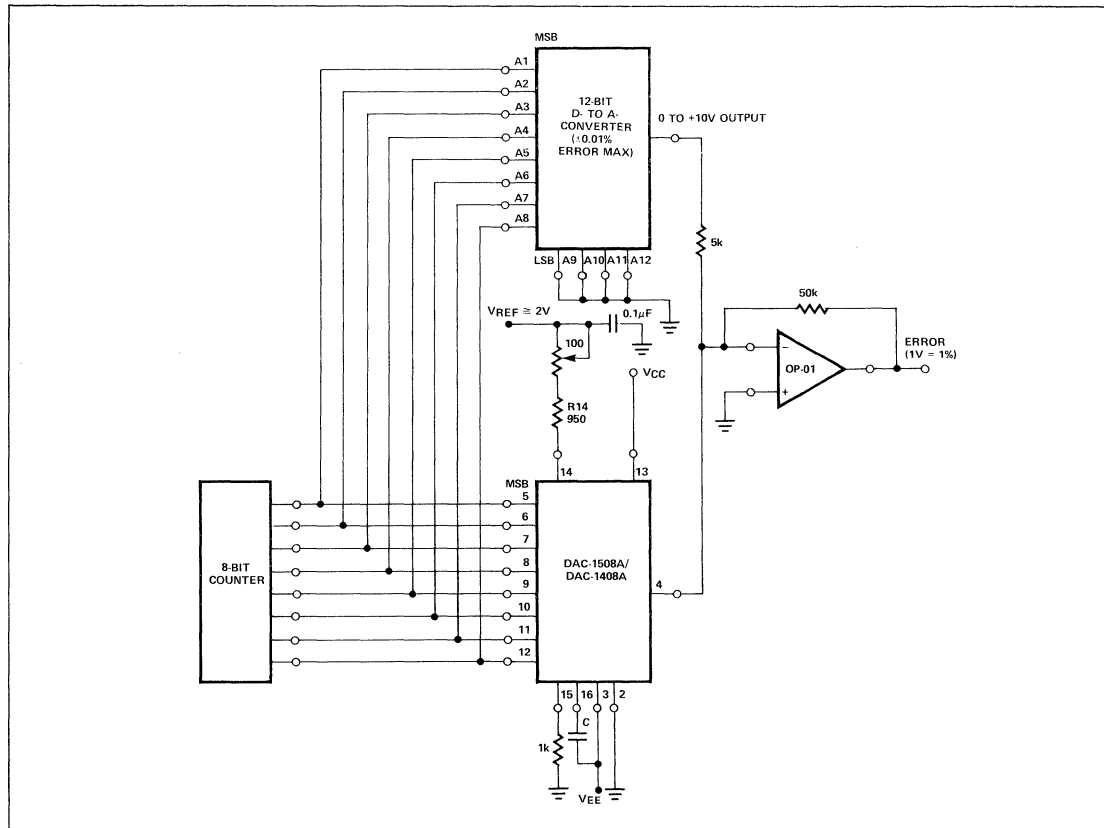 MSB
A1
A2
A3
A4
A5
A6
A7
A8
12-BIT
D- TO A-
CONVERTER
(±0.01%
ERROR MAX)
0 TO +10V OUTPUT
LSB A9 A10 A11 A12
5k
50k
VREF ≅ 2V
0.1μF
100
VCC
R14
950
OP-01
−
+
ERROR
(1V = 1%)
14
13
MSB
5
6
7
8
9
10
11
12
8-BIT
COUNTER
DAC-1508A/
DAC-1408A
4
15 16 3 2
C
1k
VEE